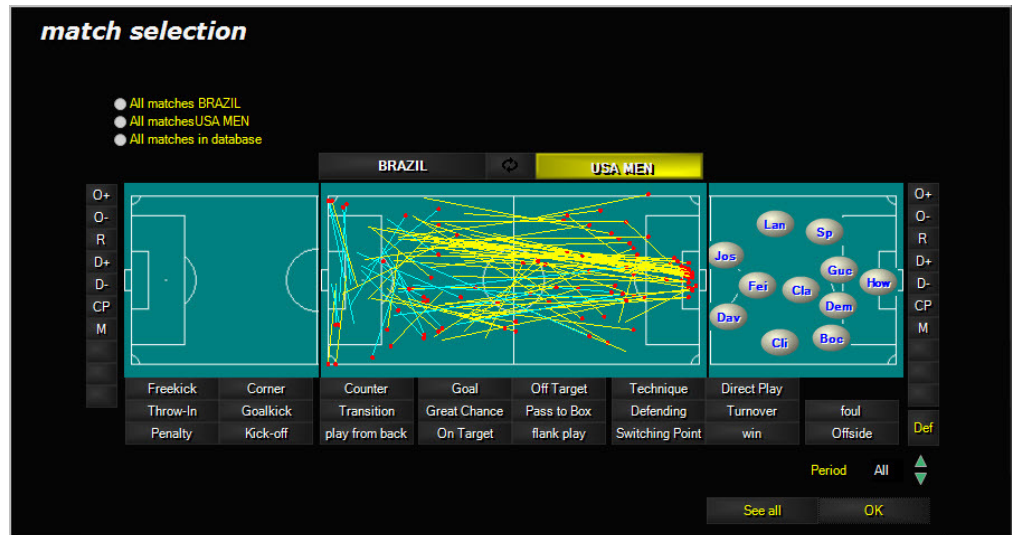 match selection
All matches BRAZIL
All matchesUSA MEN
All matches in database
BRAZIL USA MEN
O+ O+
O- O-
R R
D+ D+
D- D-
CP CP
M M
Lan Sp
Jos Guc
Fei Cla How
Dav Dem
Cli Boc
Freekick Corner Counter Goal Off Target Technique Direct Play
Throw-In Goalkick Transition Great Chance Pass to Box Defending Turnover foul
Penalty Kick-off play from back On Target flank play Switching Point win Offside Def
Period All
See all OK